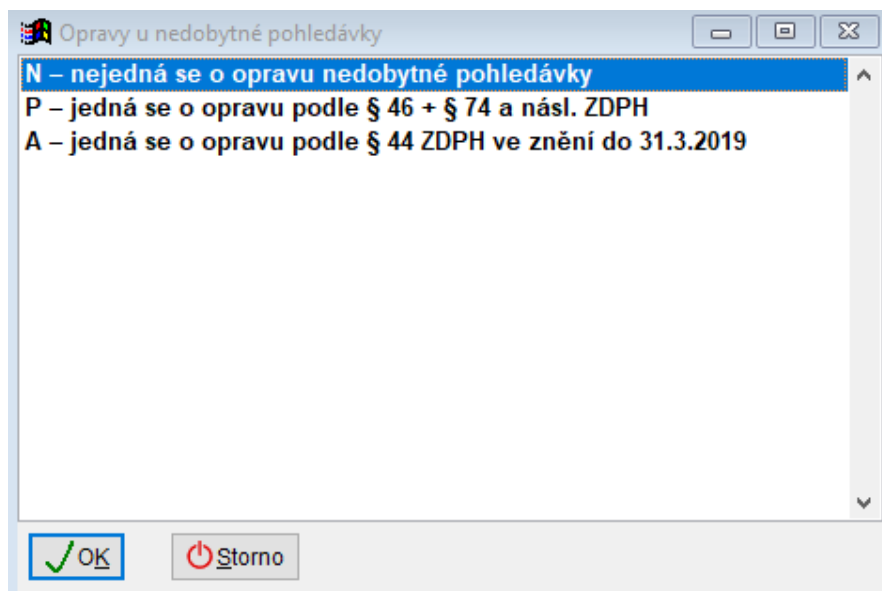 Opravy u nedobytné pohledávky
N – nejedná se o opravu nedobytné pohledávky
P – jedná se o opravu podle § 46 + § 74 a násl. ZDPH
A – jedná se o opravu podle § 44 ZDPH ve znění do 31.3.2019
OK
Storno